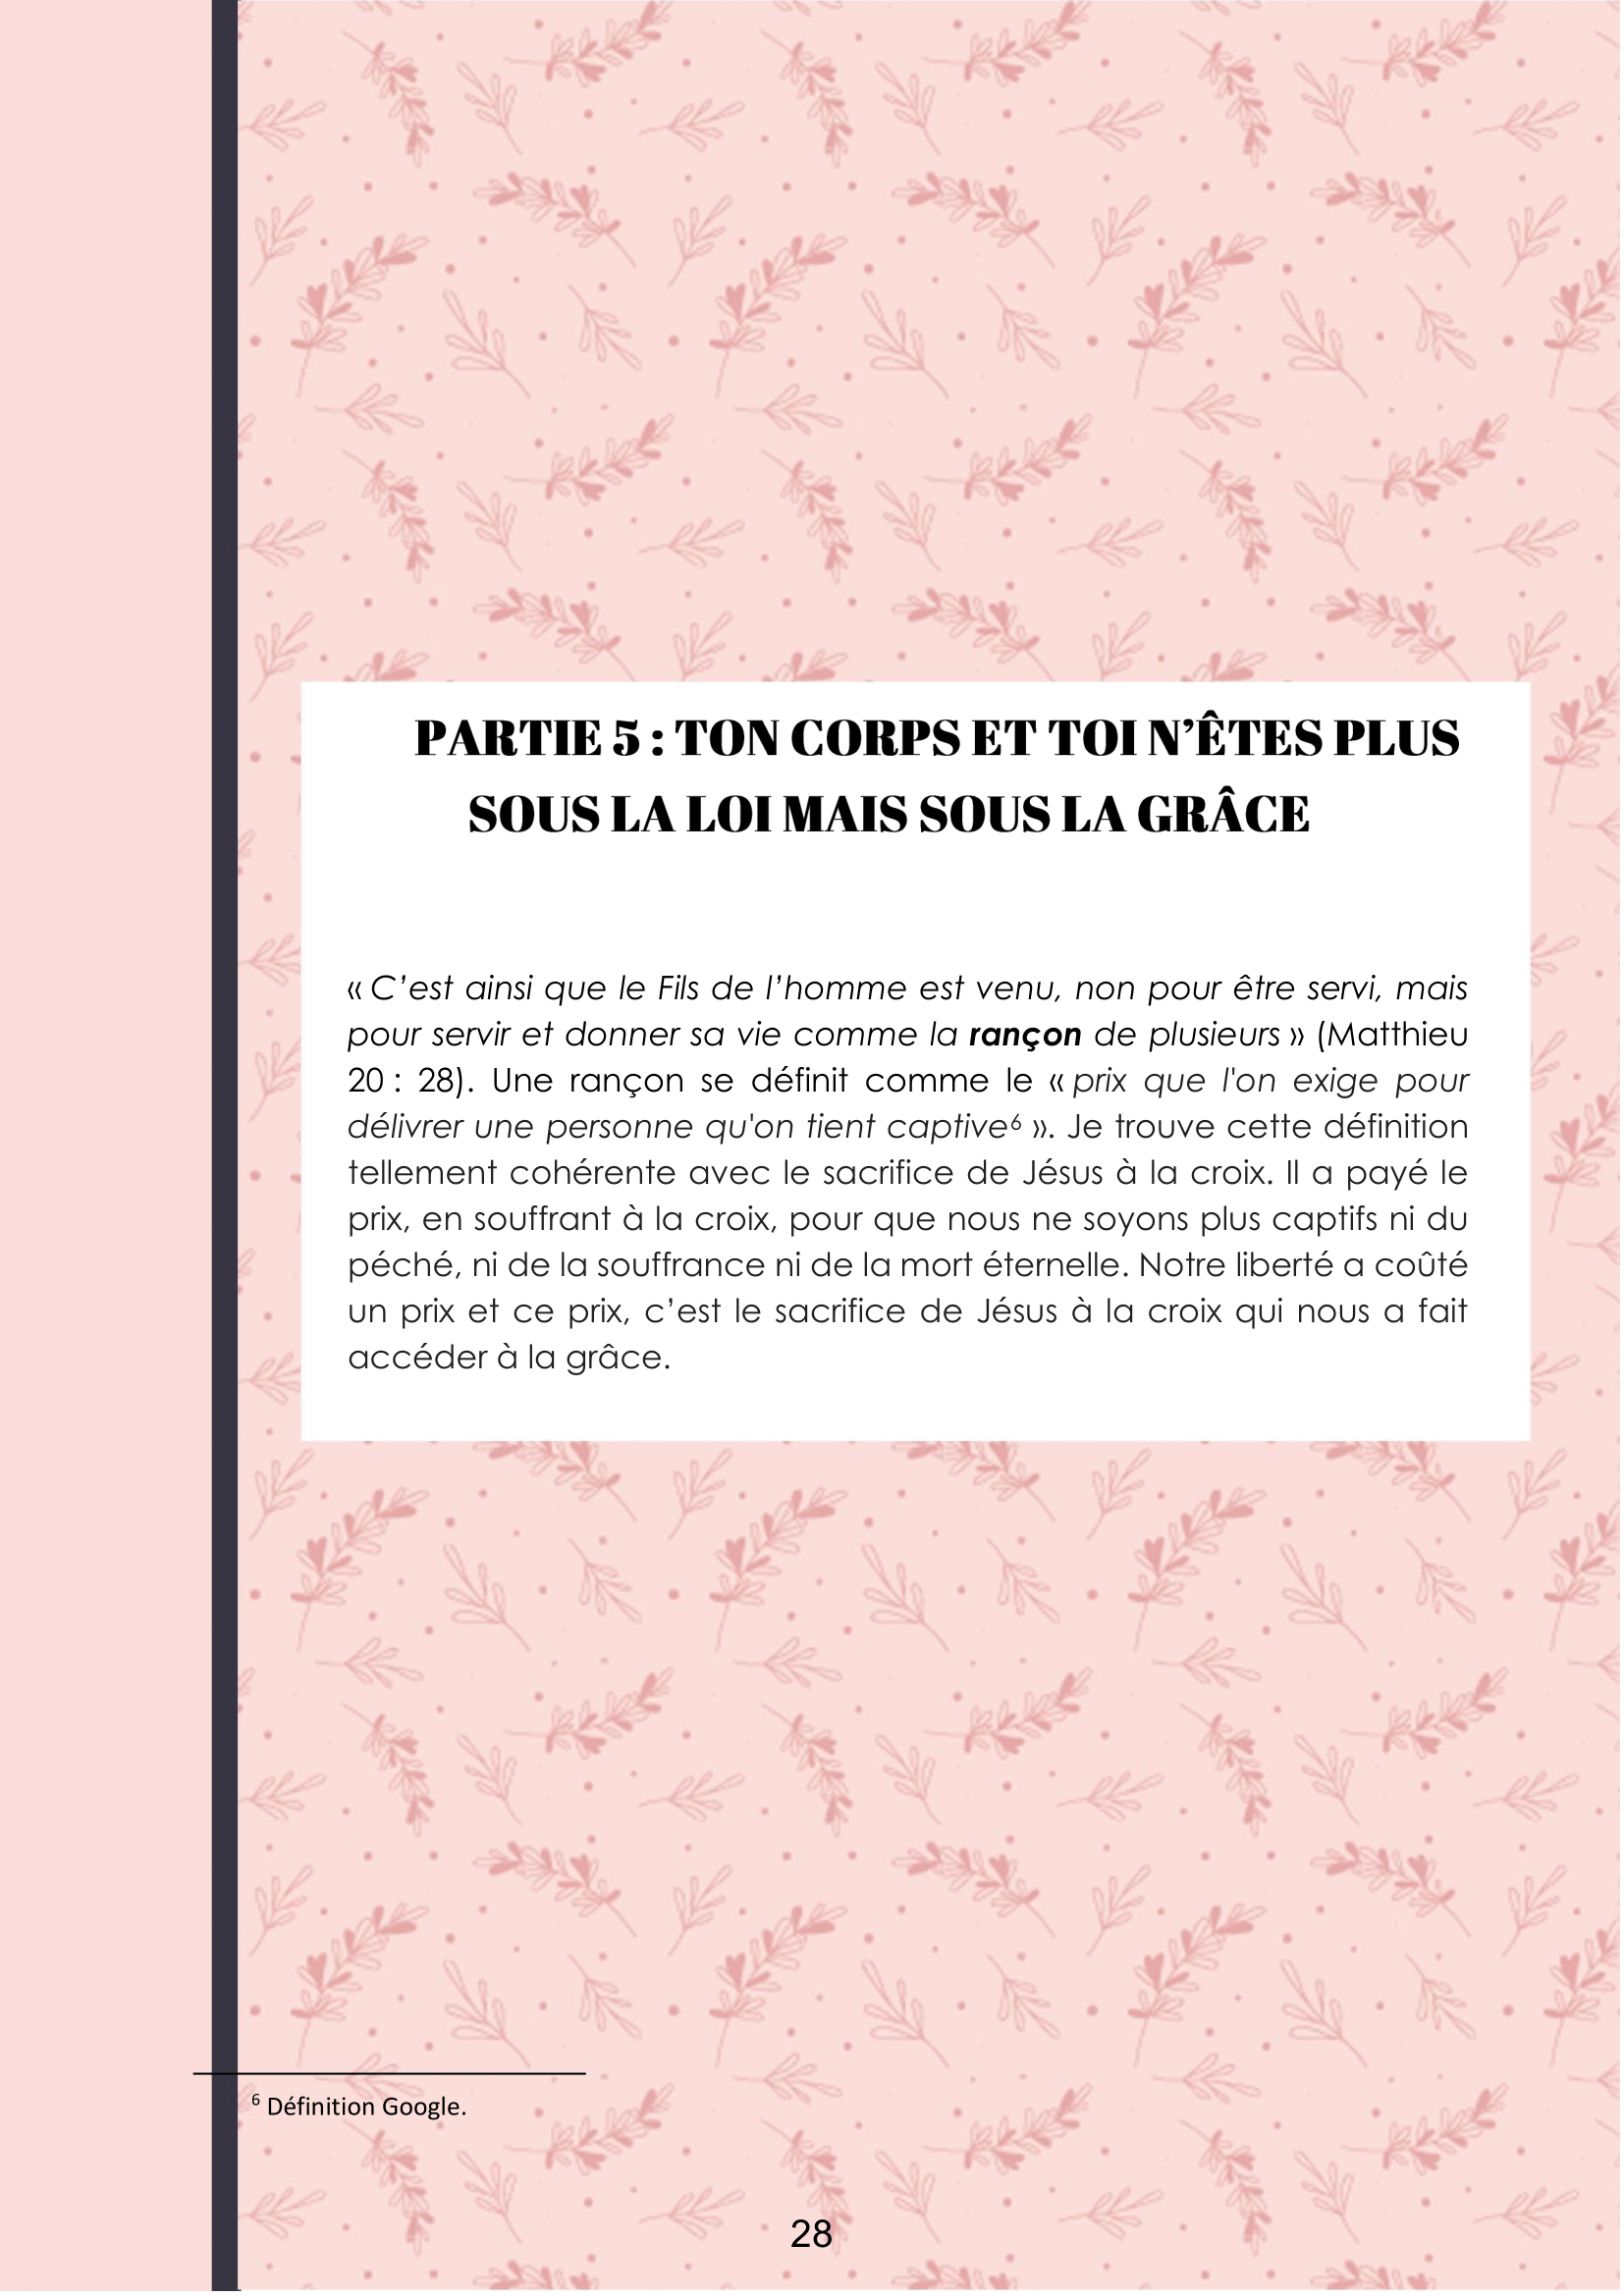 PARTIE 5 : TON CORPS ET TOI N’ÊTES PLUS
SOUS LA LOI MAIS SOUS LA GRÂCE
« C’est ainsi que le Fils de l’homme est venu, non pour être servi, mais
pour servir et donner sa vie comme la rançon de plusieurs » (Matthieu
20 : 28). Une rançon se définit comme le « prix que l'on exige pour
délivrer une personne qu'on tient captive⁶ ». Je trouve cette définition
tellement cohérente avec le sacrifice de Jésus à la croix. Il a payé le
prix, en souffrant à la croix, pour que nous ne soyons plus captifs ni du
péché, ni de la souffrance ni de la mort éternelle. Notre liberté a coûté
un prix et ce prix, c’est le sacrifice de Jésus à la croix qui nous a fait
accéder à la grâce.
⁶ Définition Google.
28